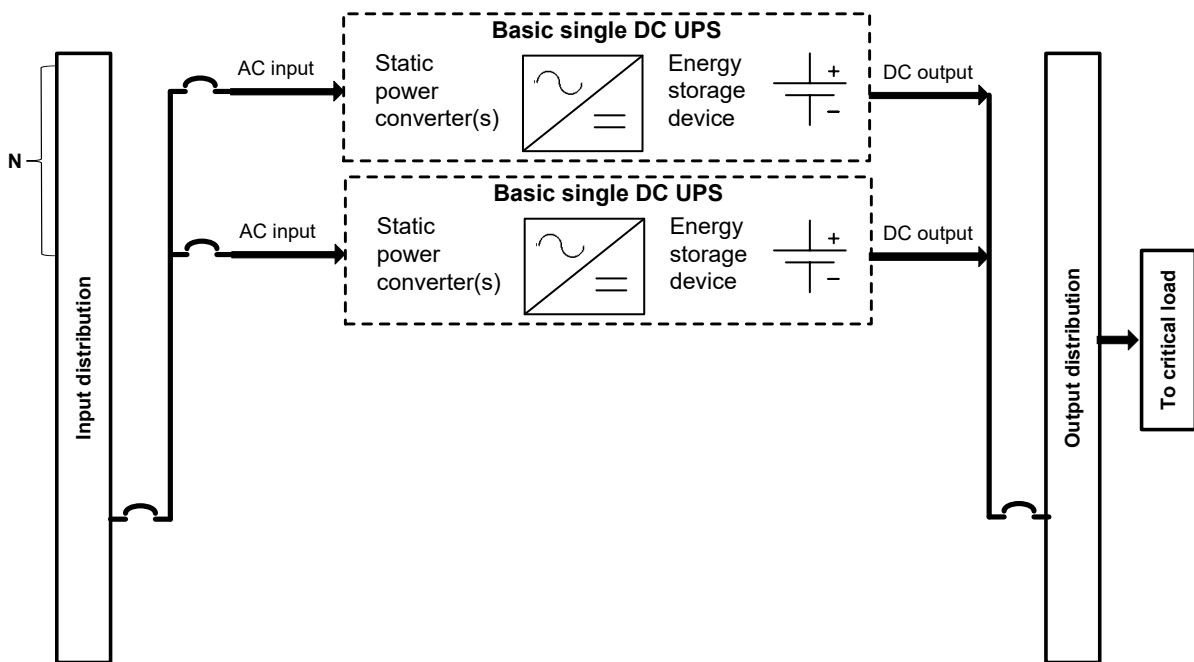 Basic single DC UPS
AC input
Static
power
converter(s)
Energy
storage
device
+
−
DC output
N
Basic single DC UPS
AC input
Static
power
converter(s)
Energy
storage
device
+
−
DC output
Input distribution
Output distribution
To critical load